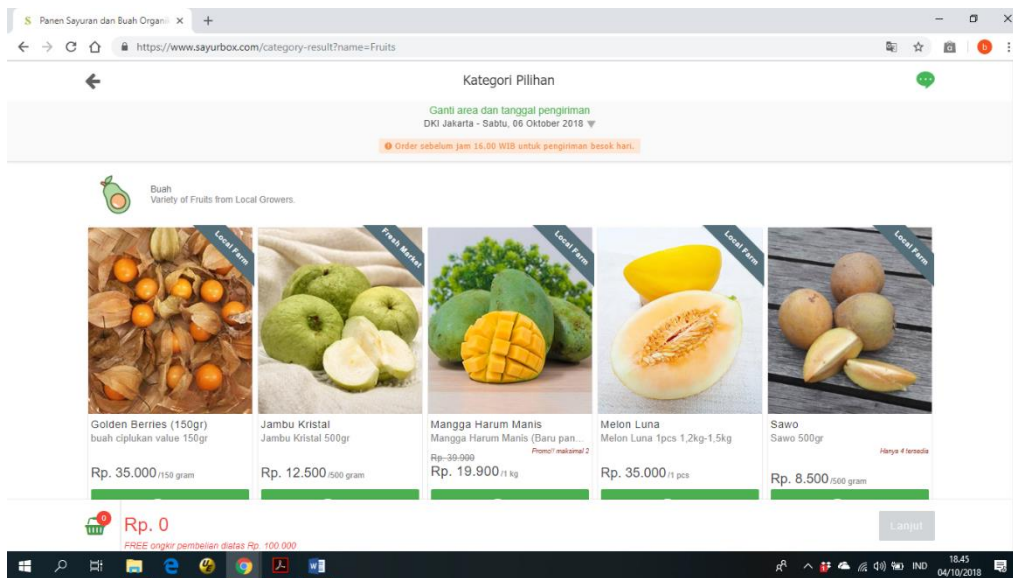 Panen Sayuran dan Buah Organi
https://www.sayurbox.com/category-result?name=Fruits
Kategori Pilihan
Ganti area dan tanggal pengiriman
DKI Jakarta - Sabtu, 06 Oktober 2018
Order sebelum jam 16.00 WIB untuk pengiriman besok hari.
Buah
Variety of Fruits from Local Growers.
Local Farm
Fresh Market
Local Farm
Local Farm
Local Farm
Golden Berries (150gr)
buah ciplukan value 150gr
Rp. 35.000 /150 gram
Jambu Kristal
Jambu Kristal 500gr
Rp. 12.500 /500 gram
Mangga Harum Manis
Mangga Harum Manis (Baru pan...
Promo!! maksimal 2
Rp. 39.900
Rp. 19.900 /1 kg
Melon Luna
Melon Luna 1pcs 1,2kg-1,5kg
Rp. 35.000 /1 pcs
Sawo
Sawo 500gr
Hanya 4 tersedia
Rp. 8.500 /500 gram
0
Rp. 0
FREE ongkir pembelian diatas Rp. 100.000
Lanjut
IND
18.45
04/10/2018